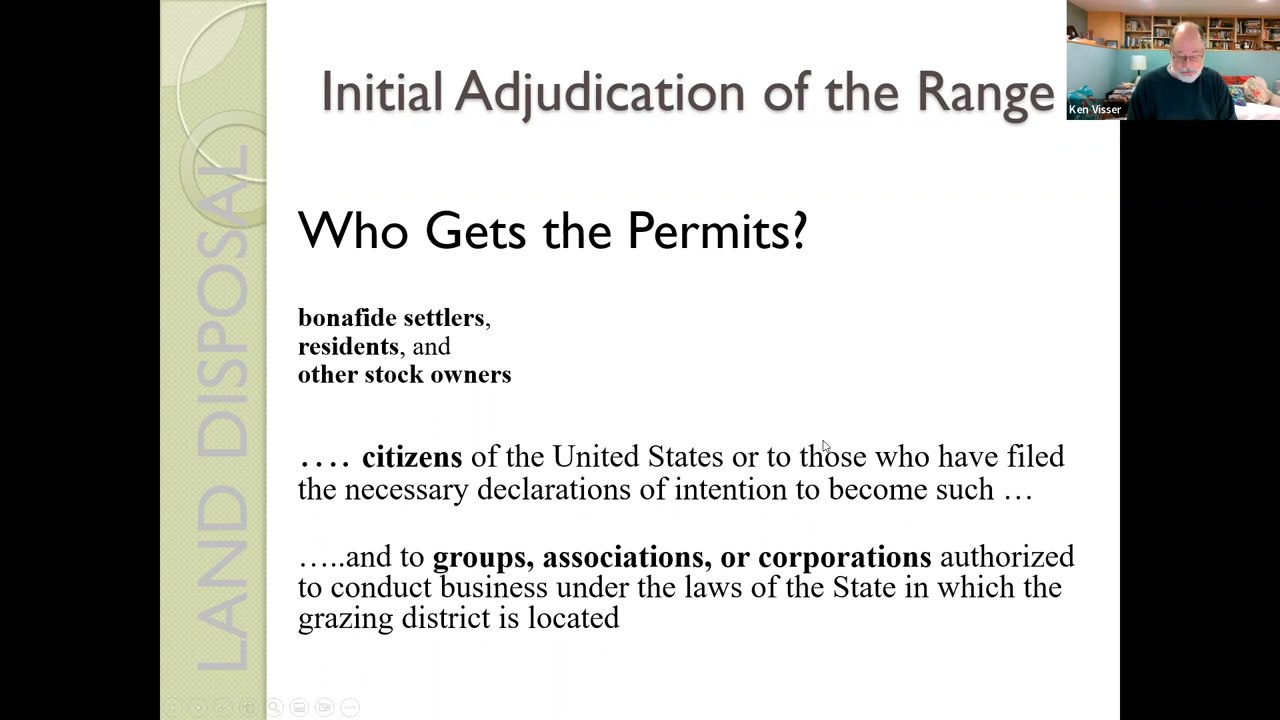 Initial Adjudication of the Range
Ken Visser
LAND DISPOSAL
Who Gets the Permits?
bonafide settlers,
residents, and
other stock owners
.... citizens of the United States or to those who have filed
the necessary declarations of intention to become such …
…..and to groups, associations, or corporations authorized
to conduct business under the laws of the State in which the
grazing district is located